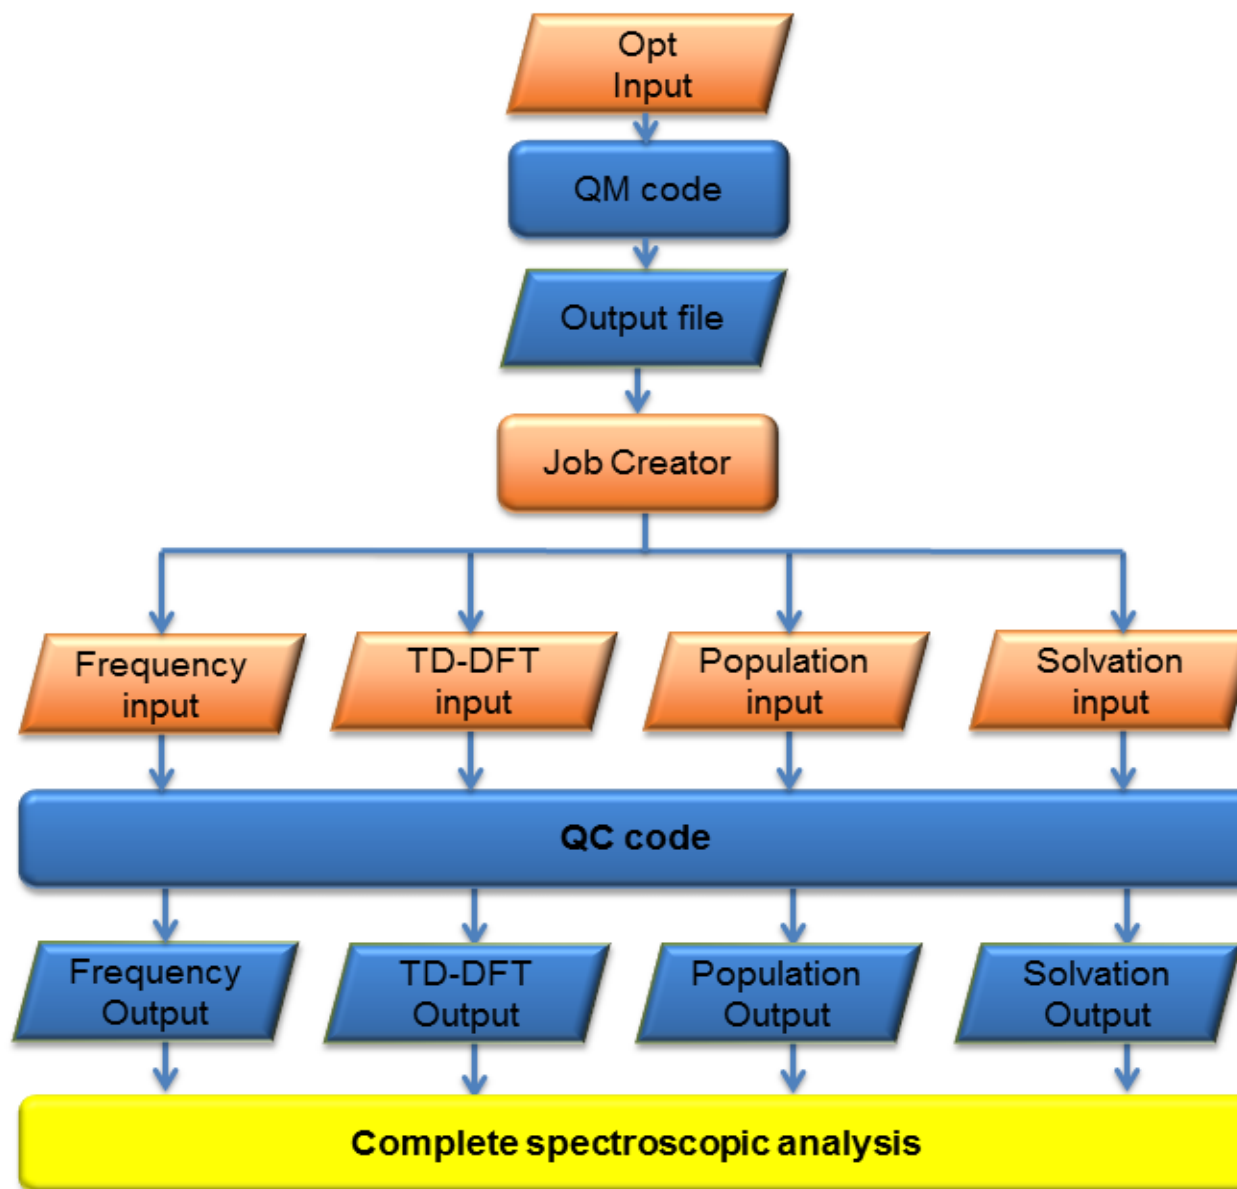 Opt
Input
QM code
Output file
Job Creator
Frequency
input
TD-DFT
input
Population
input
Solvation
input
QC code
Frequency
Output
TD-DFT
Output
Population
Output
Solvation
Output
Complete spectroscopic analysis